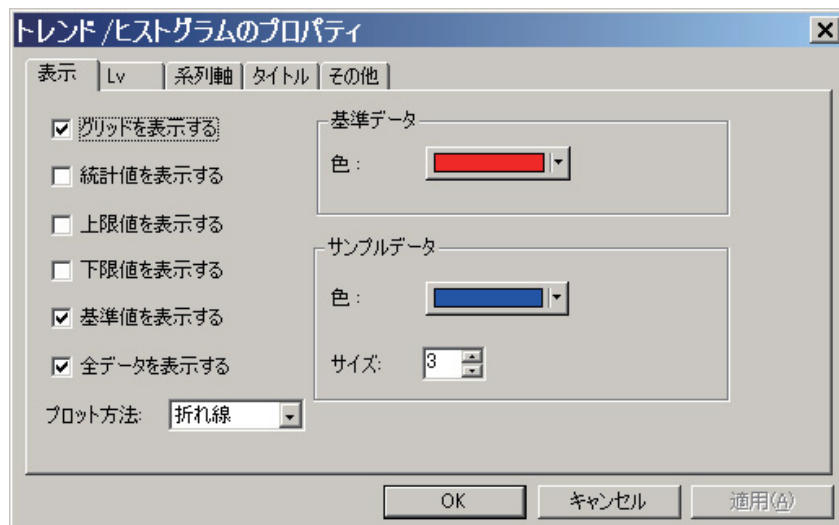 トレンド /ヒストグラムのプロパティ
表示 Lv 系列軸 タイトル その他
グリッドを表示する
統計値を表示する
上限値を表示する
下限値を表示する
基準値を表示する
全データを表示する
プロット方法: 折れ線
基準データ
色:
サンプルデータ
色:
サイズ: 3
OK キャンセル 適用(A)